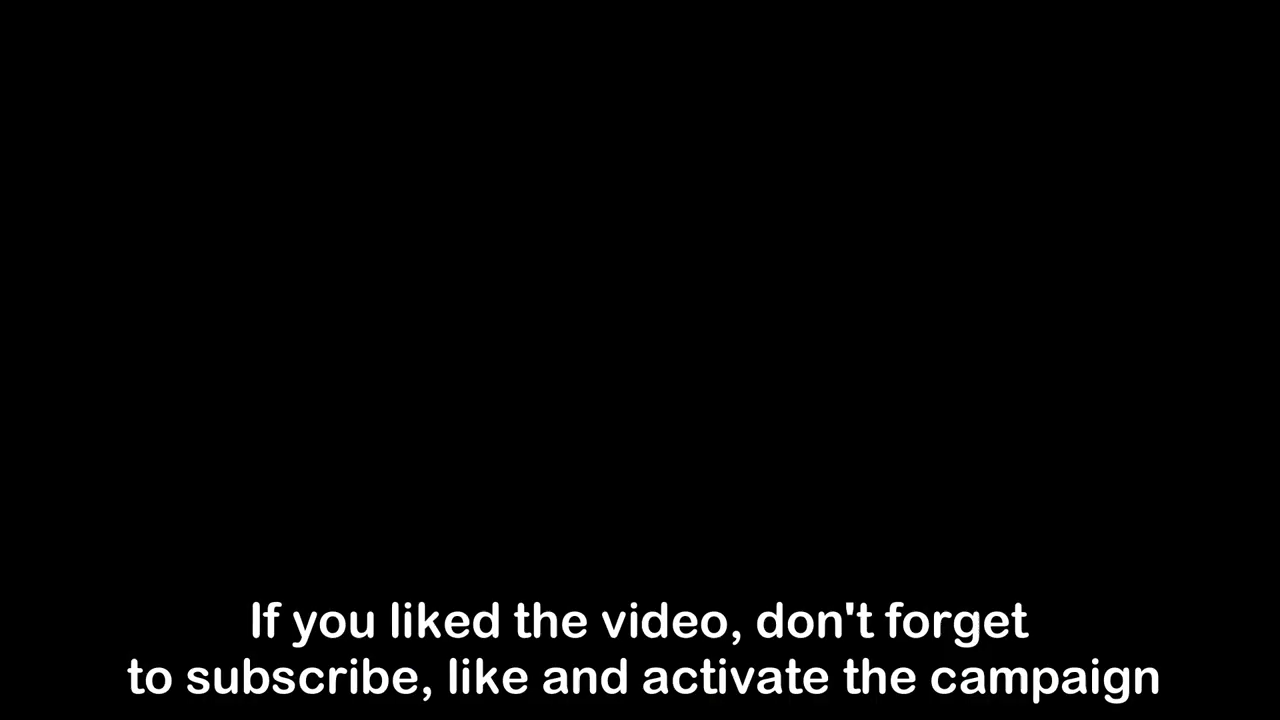 If you liked the video, don't forget
to subscribe, like and activate the campaign